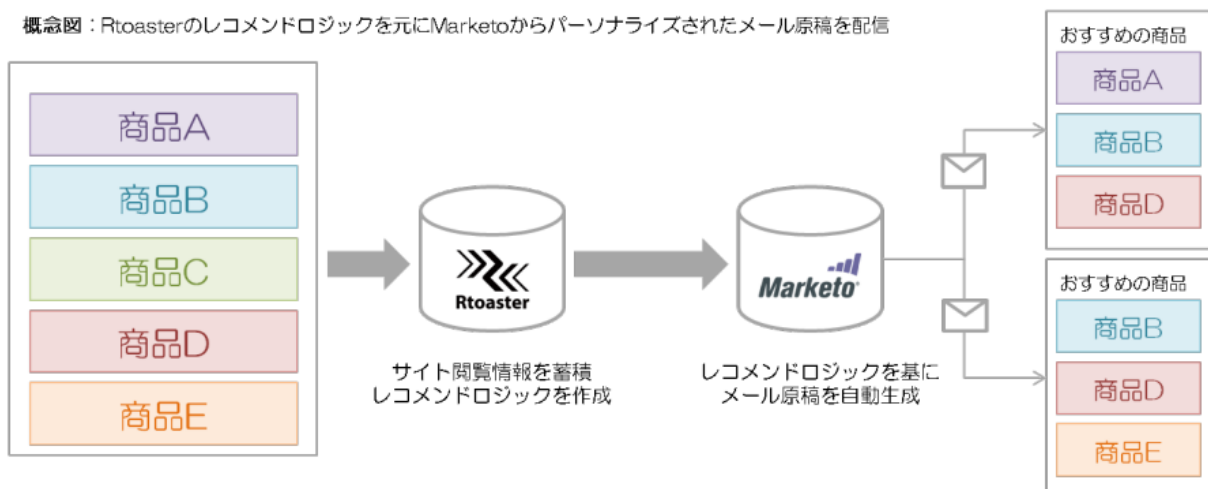 概念図：RtoasterのレコメンドロジックをMarketoからパーソナライズされたメール原稿を配信
商品A
商品B
商品C
商品D
商品E
Rtoaster
サイト閲覧情報を蓄積
レコメンドロジックを作成
Marketo
レコメンドロジックを基に
メール原稿を自動生成
おすすめの商品
商品A
商品B
商品D
おすすめの商品
商品B
商品D
商品E